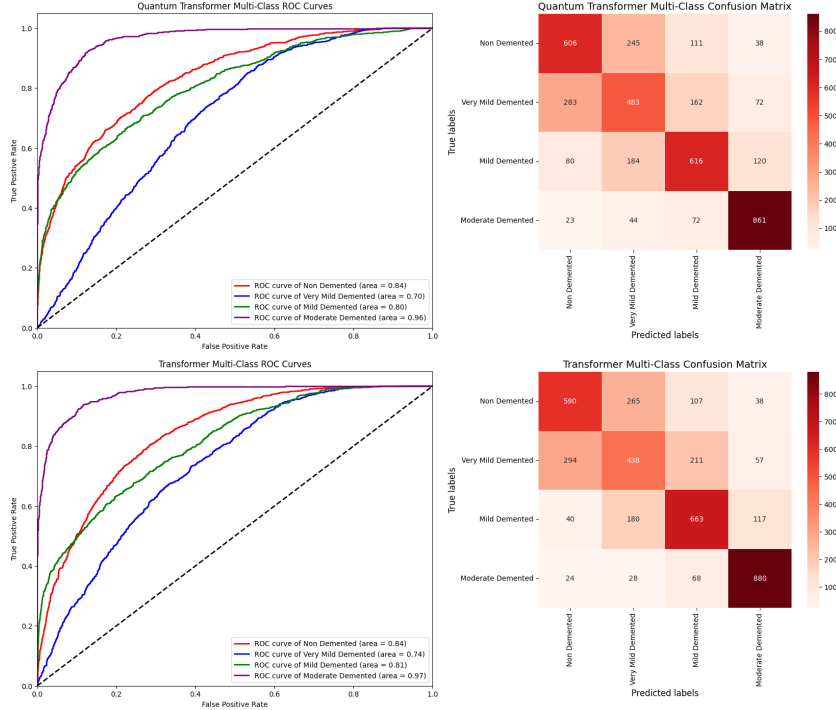 Quantum Transformer Multi-Class ROC Curves
1.0
0.8
0.6
0.4
0.2
0.0
True Positive Rate
0.0 0.2 0.4 0.6 0.8 1.0
False Positive Rate
ROC curve of Non Demented (area = 0.84)
ROC curve of Very Mild Demented (area = 0.70)
ROC curve of Mild Demented (area = 0.80)
ROC curve of Moderate Demented (area = 0.96)
Quantum Transformer Multi-Class Confusion Matrix
True labels
Non Demented 606 245 111 38
Very Mild Demented 283 483 162 72
Mild Demented 80 184 616 120
Moderate Demented 23 44 72 861
Non Demented
Very Mild Demented
Mild Demented
Moderate Demented
Predicted labels
800
700
600
500
400
300
200
100
Transformer Multi-Class ROC Curves
1.0
0.8
0.6
0.4
0.2
0.0
True Positive Rate
0.0 0.2 0.4 0.6 0.8 1.0
False Positive Rate
ROC curve of Non Demented (area = 0.84)
ROC curve of Very Mild Demented (area = 0.74)
ROC curve of Mild Demented (area = 0.81)
ROC curve of Moderate Demented (area = 0.97)
Transformer Multi-Class Confusion Matrix
True labels
Non Demented 590 265 107 38
Very Mild Demented 294 438 211 57
Mild Demented 40 180 663 117
Moderate Demented 24 28 68 880
Non Demented
Very Mild Demented
Mild Demented
Moderate Demented
Predicted labels
800
700
600
500
400
300
200
100